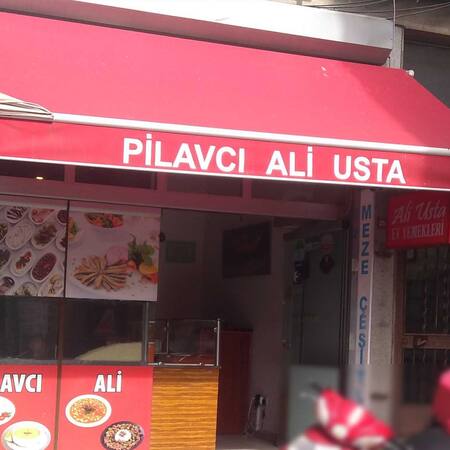 PİLAVCI ALİ USTA
Ali Usta
EV YEMEKLERİ
MEZE ÇEŞİ
AVCI ALİ